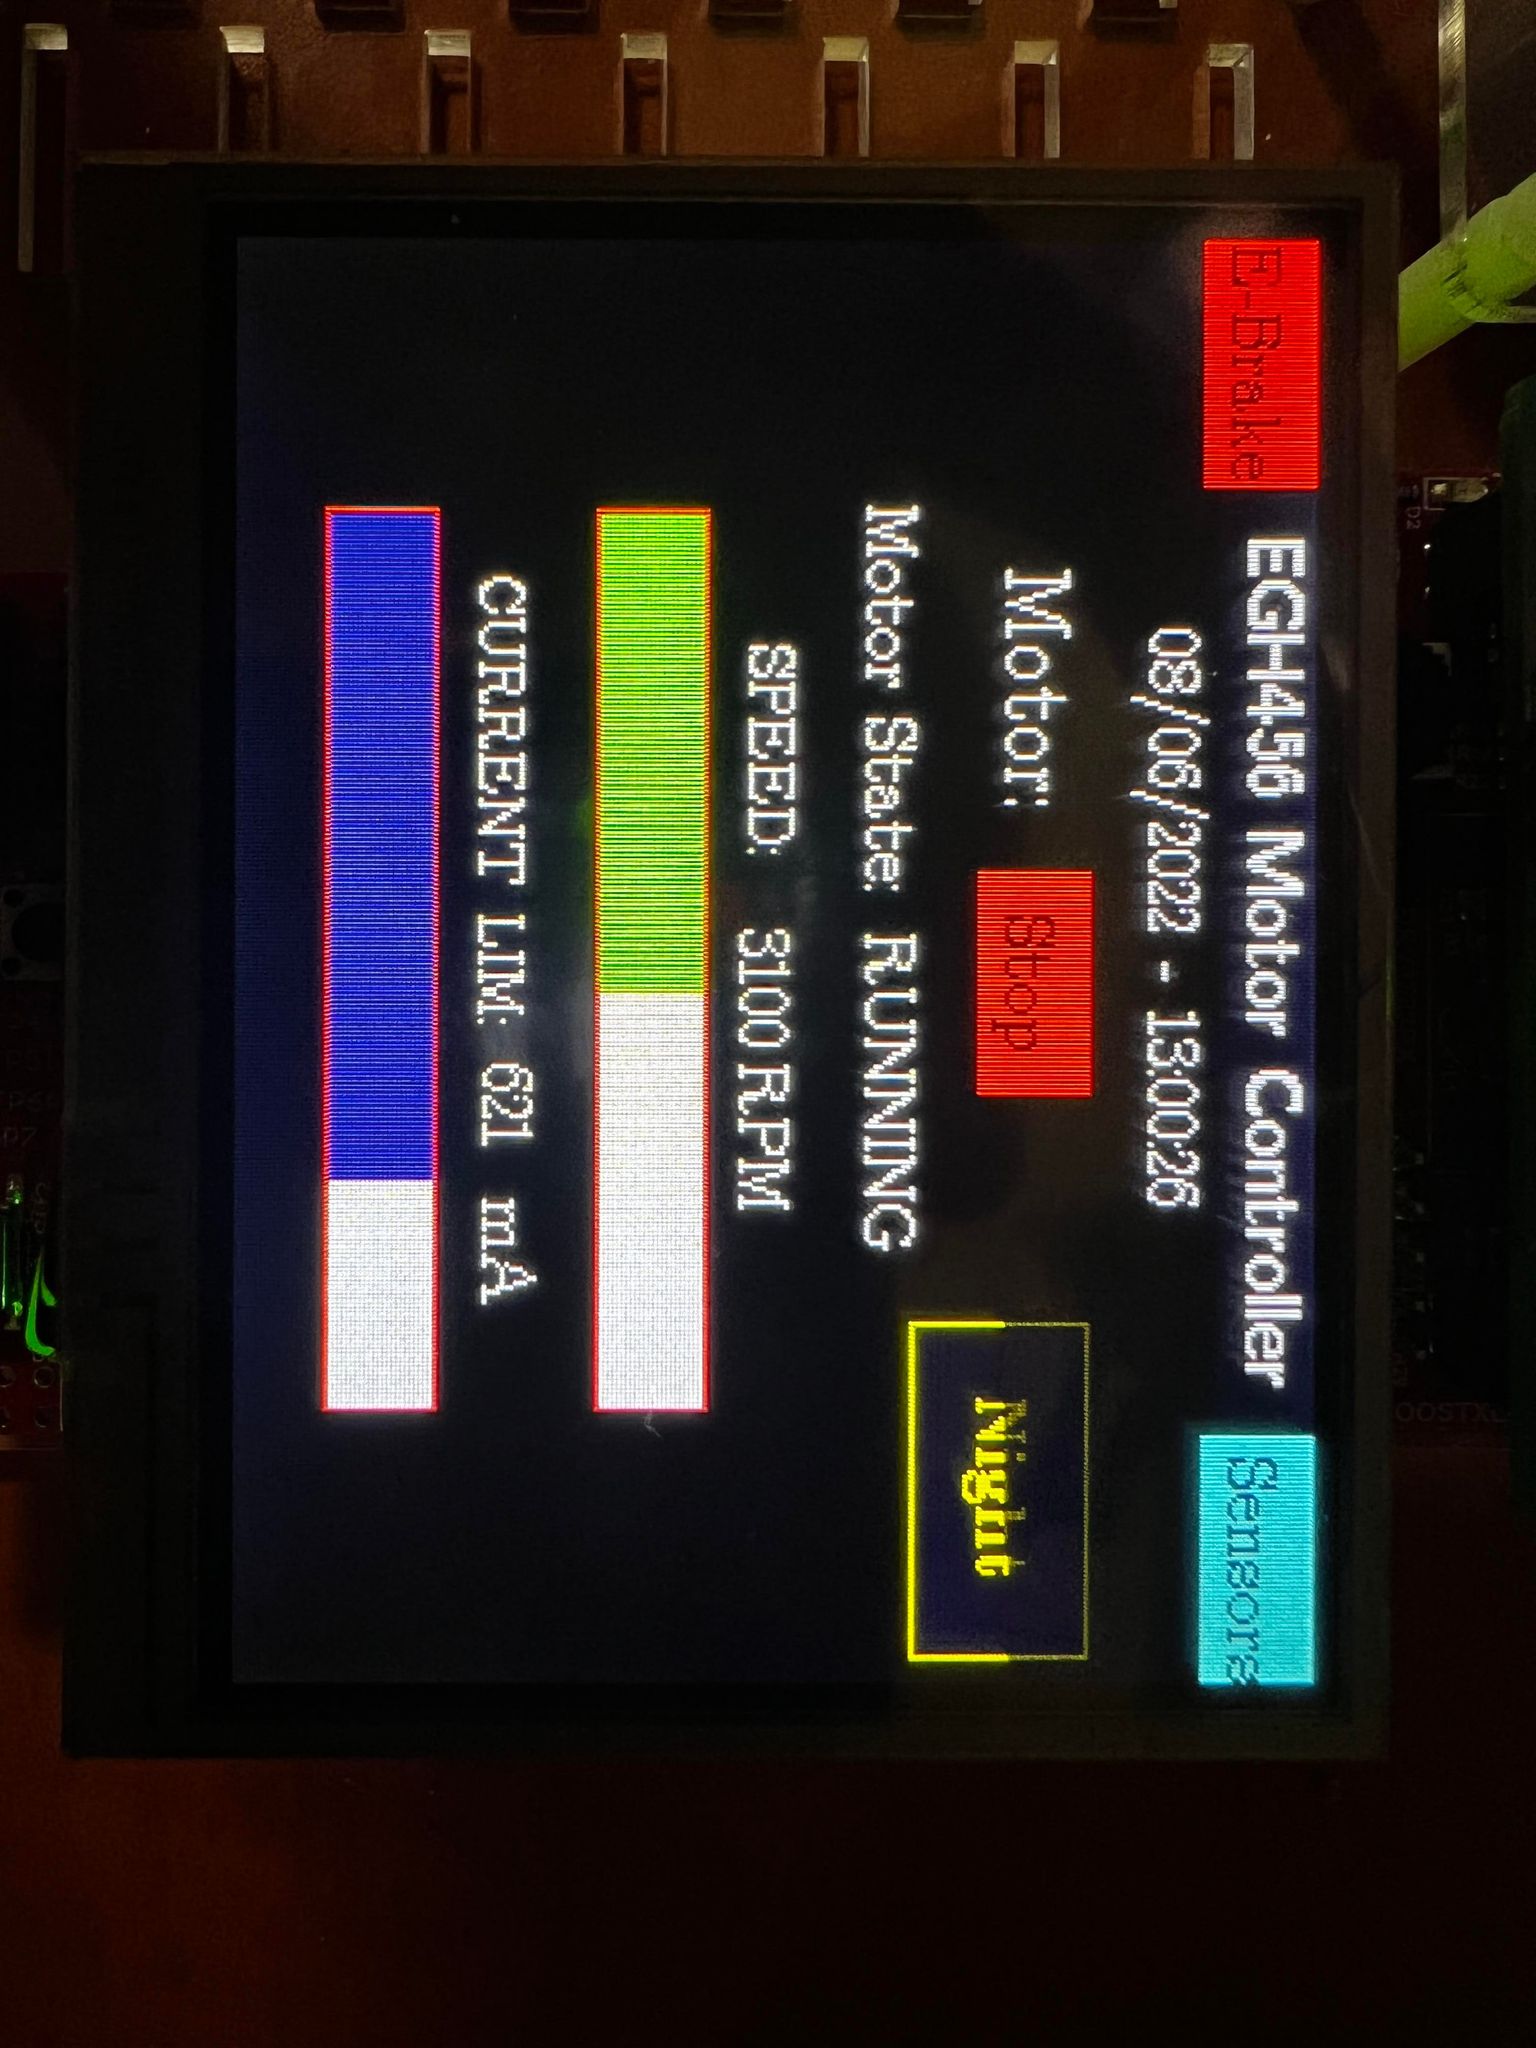 D2
E-Brake EGH456 Motor Controller Sensors
08/06/2022 - 13:00:26
Motor: Stop
Night
Motor State: RUNNING
SPEED: 3100 RPM
CURRENT LIM: 621 mA